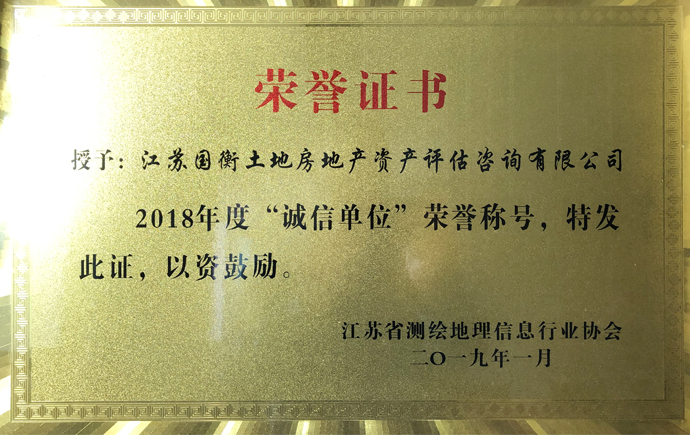 荣誉证书
授予：江苏国衡土地房地产资产评估咨询有限公司
2018年度“诚信单位”荣誉称号，特发
此证，以资鼓励。
江苏省测绘地理信息行业协会
二〇一九年一月